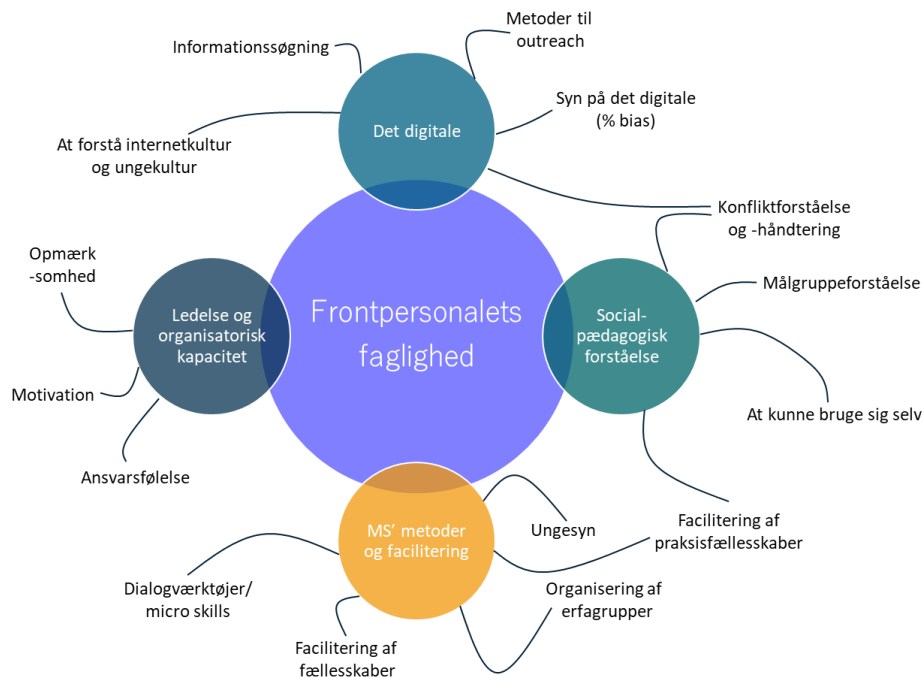 Metoder til
outreach
Informationssøgning
Det digitale
Syn på det digitale
(% bias)
At forstå internetkultur
og ungekultur
Konfliktforståelse
og -håndtering
Opmærk
-somhed
Målgruppeforståelse
Ledelse og
organisatorisk
kapacitet
Frontpersonalets
faglighed
Social-
pædagogisk
forståelse
Motivation
At kunne bruge sig selv
Ansvarsfølelse
MS’ metoder
og facilitering
Ungesyn
Facilitering af
praksisfællesskaber
Dialogværktøjer/
micro skills
Organisering af
erfagrupper
Facilitering af
fællesskaber